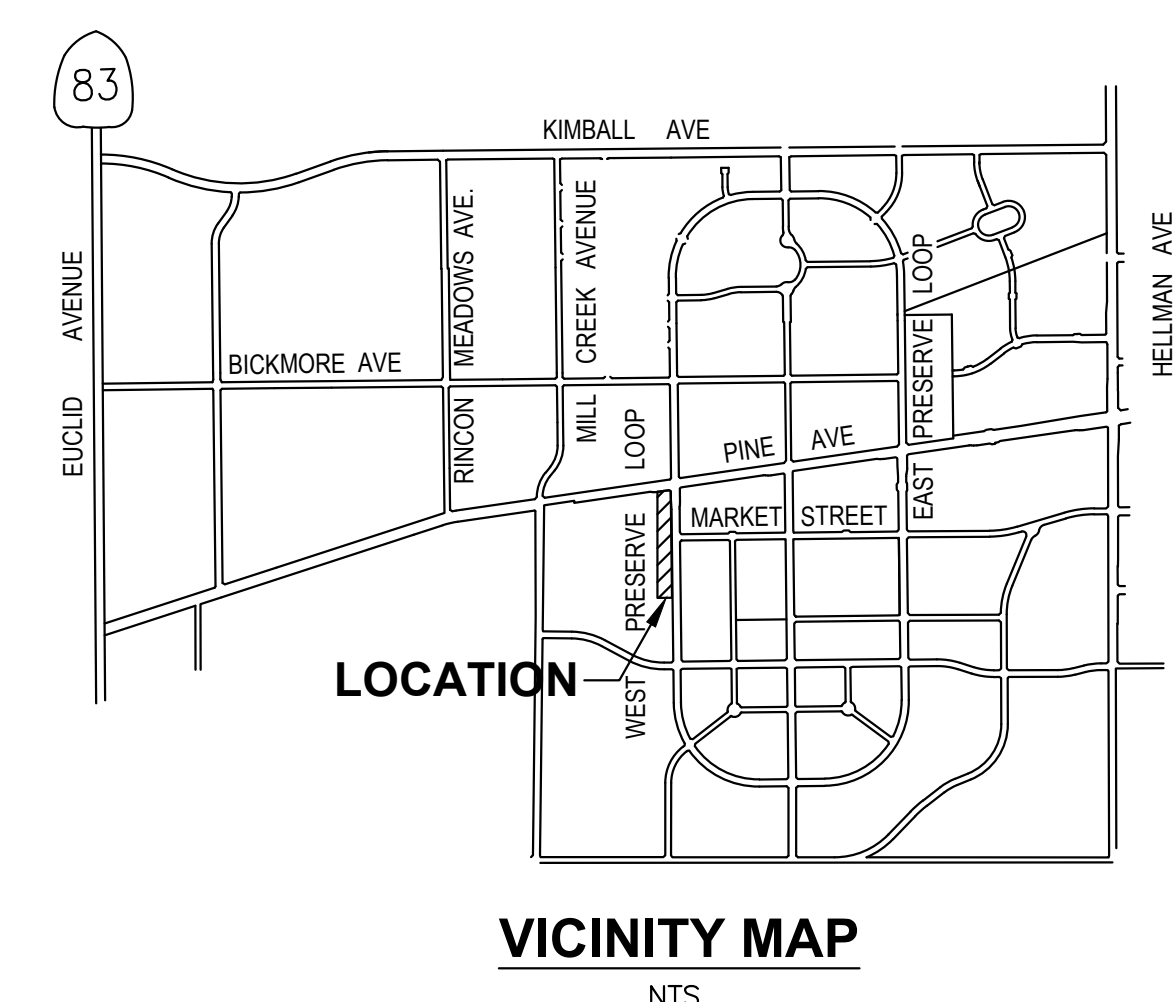 83
KIMBALL AVE
EUCLID AVENUE
RINCON MEADOWS AVE.
MILL CREEK AVENUE
HELLMAN AVE
BICKMORE AVE
WEST PRESERVE LOOP
EAST PRESERVE LOOP
PINE AVE
MARKET STREET
LOCATION
VICINITY MAP
NTS